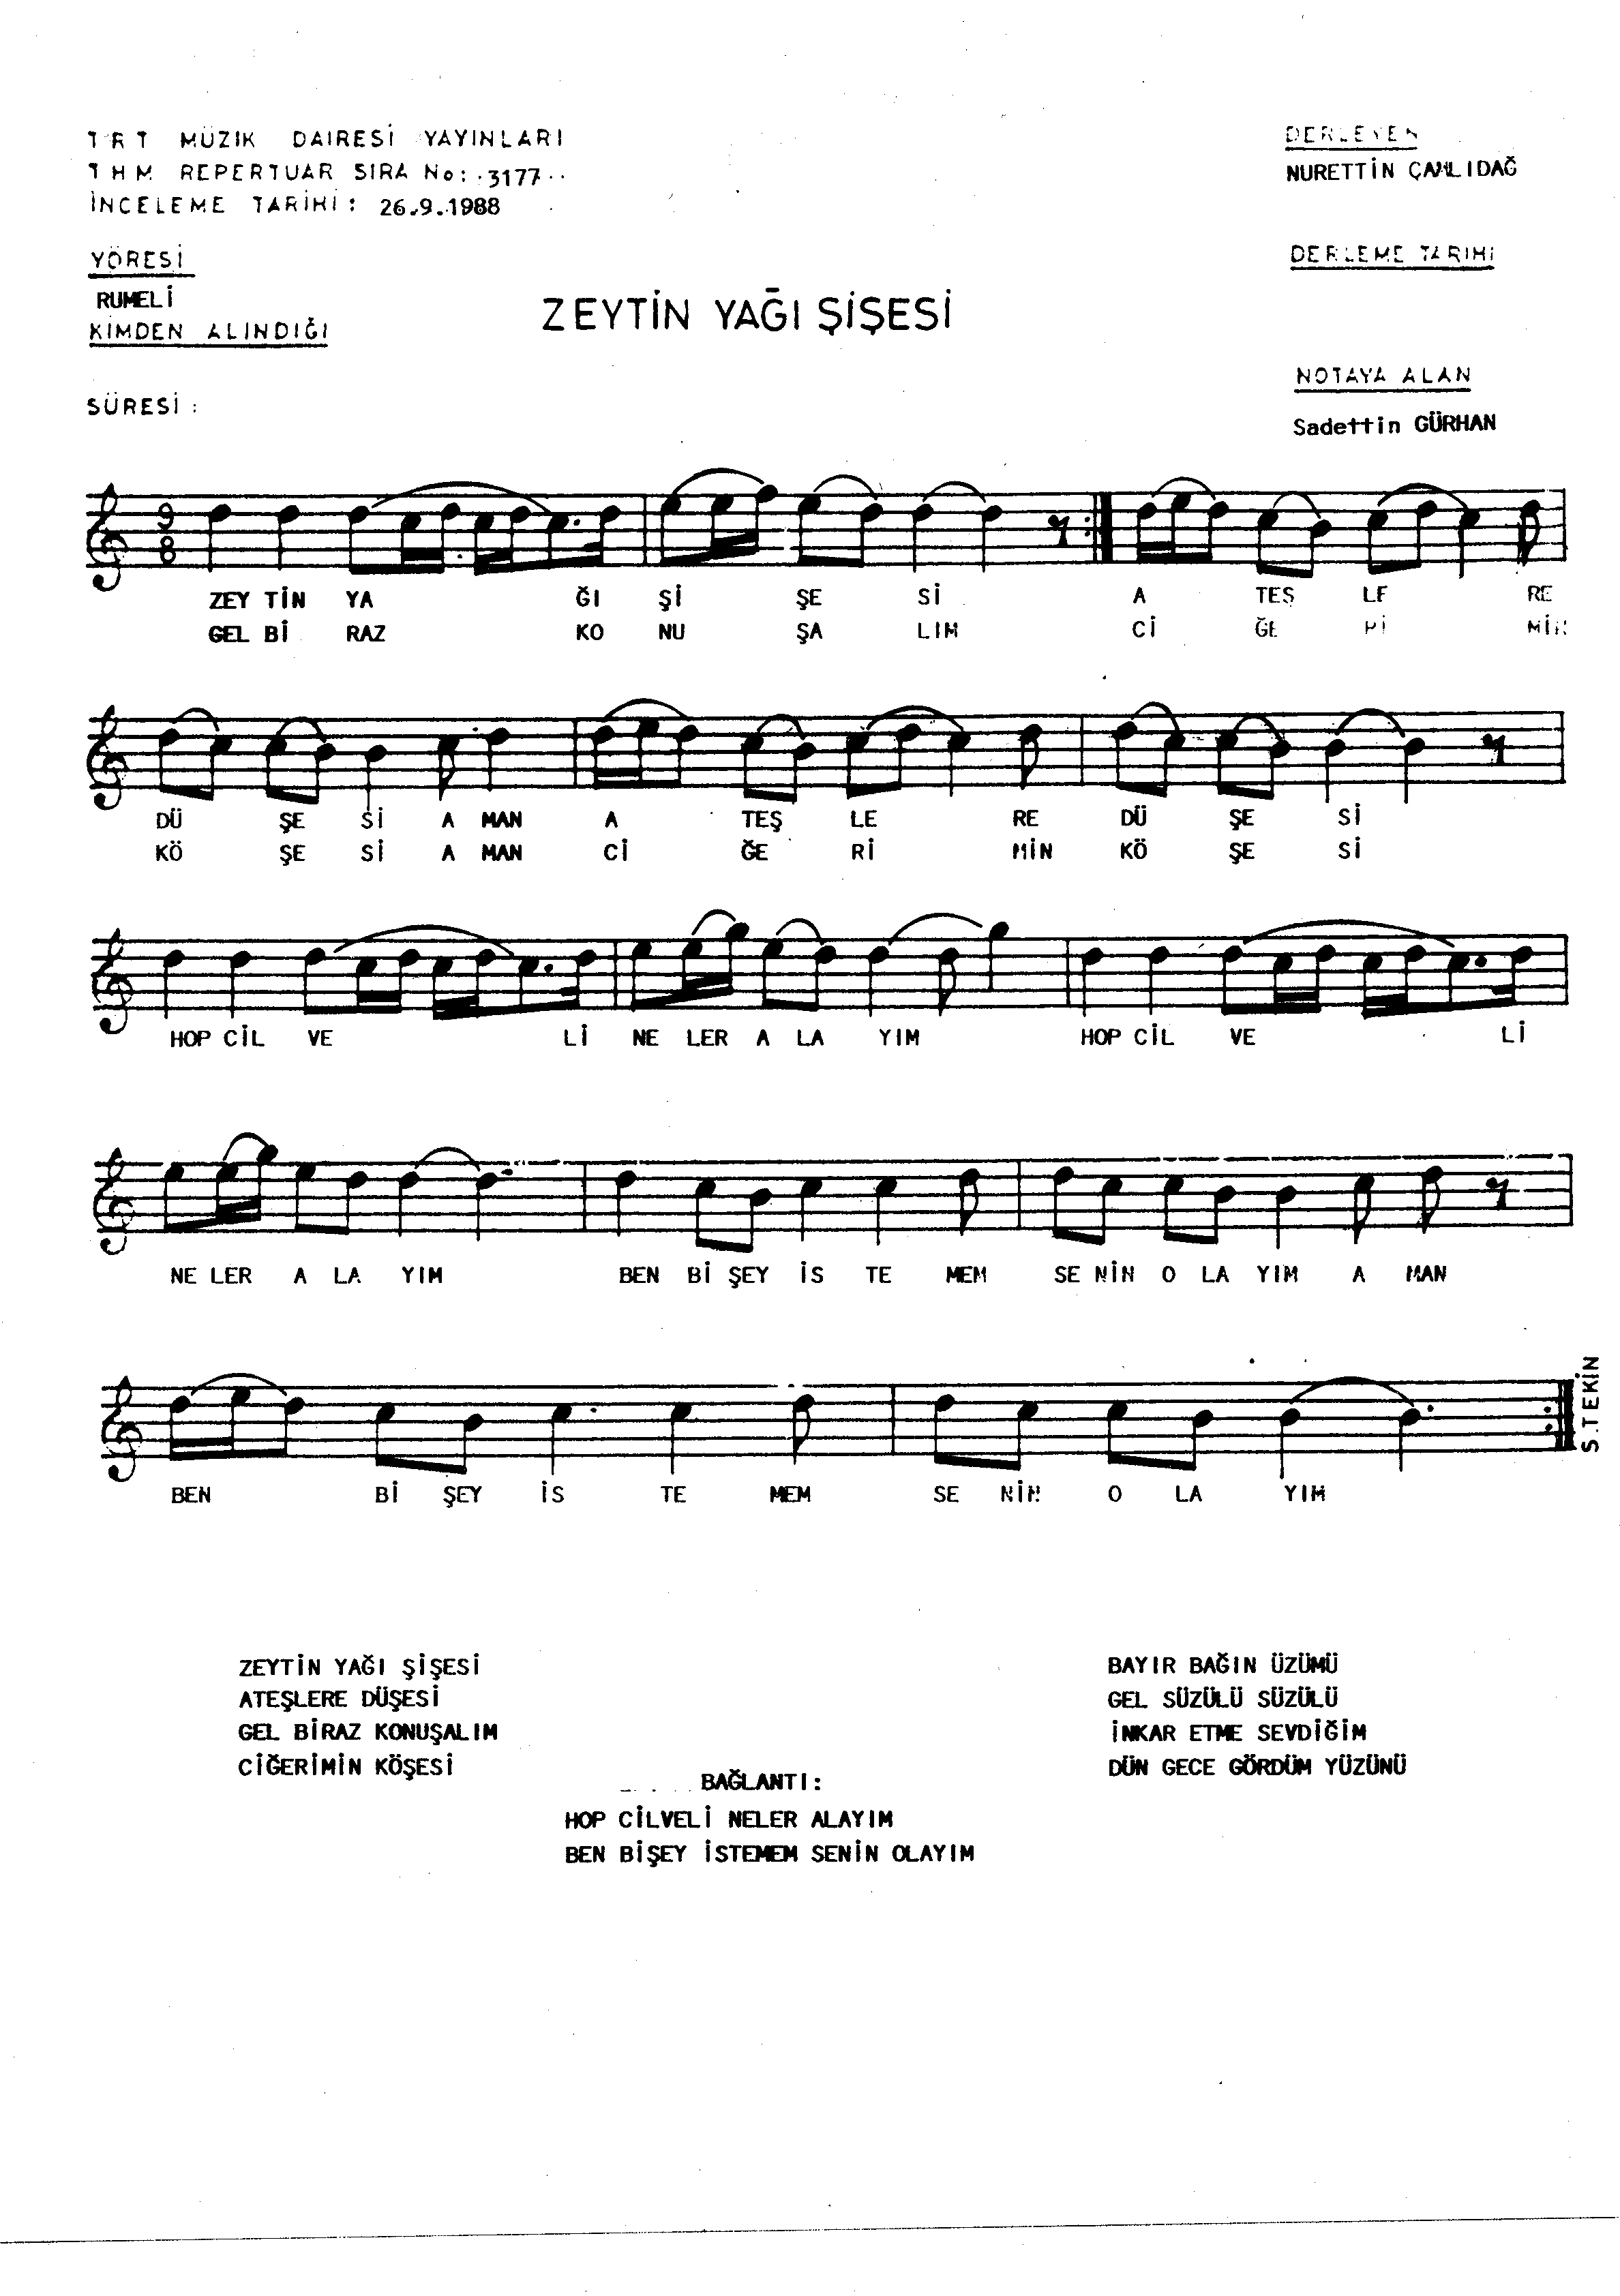 TRT MÜZİK DAİRESİ YAYINLARI
THM REPERTUAR SIRA No: 3177
İNCELEME TARİHİ: 26.9.1988
DERLEYEN
NURETTİN ÇAMLIDAĞ
YÖRESİ
RUMELİ
DERLEME TARİHİ
ZEYTİN YAĞI ŞİŞESİ
KİMDEN ALINDIĞI
NOTAYA ALAN
SÜRESİ:
Sadettin GÜRHAN
9
8
ZEY TİN YA ĞI Şİ ŞE Sİ A TEŞ LE RE
GEL Bİ RAZ KO NU ŞA LIM Cİ ĞE Rİ MİN
DÜ ŞE Sİ A MAN A TEŞ LE RE DÜ ŞE Sİ
KÖ ŞE Sİ A MAN Cİ ĞE Rİ MİN KÖ ŞE Sİ
HOP CİL VE Lİ NE LER A LA YIM HOP CİL VE Lİ
NE LER A LA YIM BEN Bİ ŞEY İS TE MEM SE NİN O LA YIM A MAN
BEN Bİ ŞEY İS TE MEM SE NİN O LA YIM
S.TEKİN
ZEYTİN YAĞI ŞİŞESİ
ATEŞLERE DÜŞESİ
GEL BİRAZ KONUŞALIM
CİĞERİMİN KÖŞESİ
BAYIR BAĞIN ÜZÜMÜ
GEL SÜZÜLÜ SÜZÜLÜ
İNKAR ETME SEVDİĞİM
DÜN GECE GÖRDÜM YÜZÜNÜ
BAĞLANTI:
HOP CİLVELİ NELER ALAYIM
BEN BİŞEY İSTEMEM SENİN OLAYIM